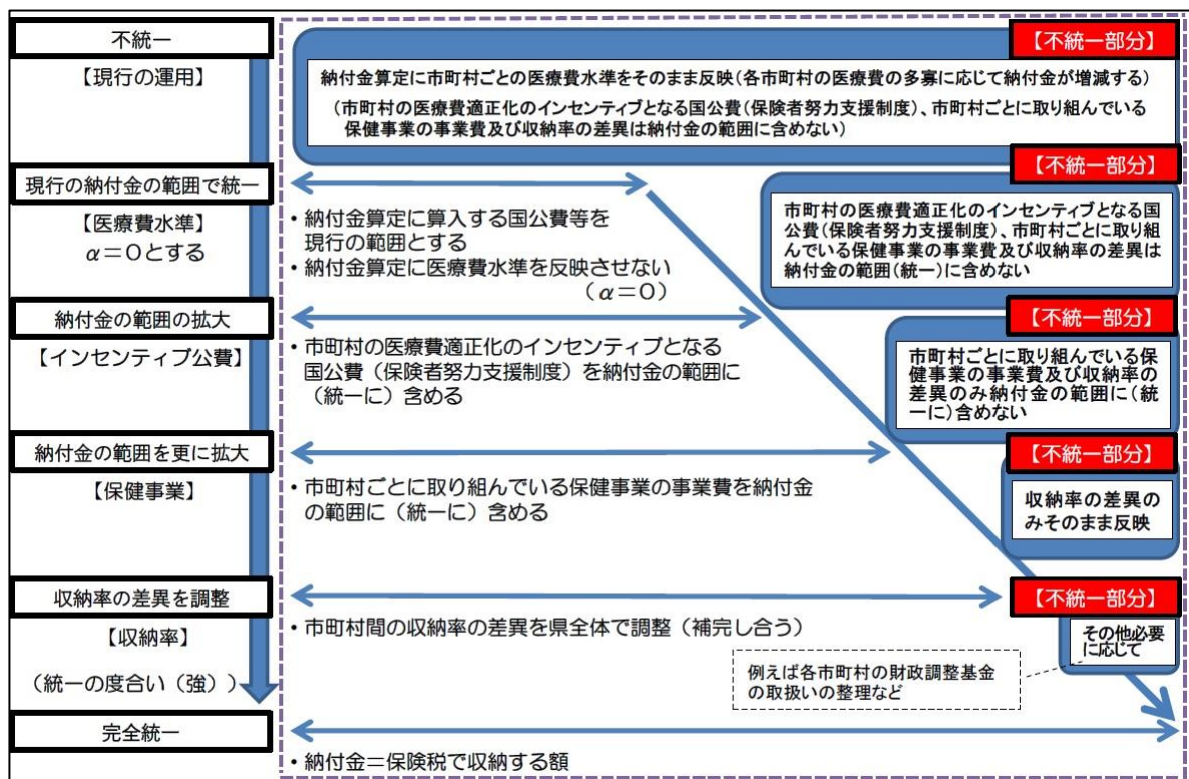 不統一
【現行の運用】
【不統一部分】
納付金算定に市町村ごとの医療費水準をそのまま反映(各市町村の医療費の多寡に応じて納付金が増減する)
(市町村の医療費適正化のインセンティブとなる国公費(保険者努力支援制度)、市町村ごとに取り組んでいる
保健事業の事業費及び収納率の差異は納付金の範囲に含めない)
現行の納付金の範囲で統一
【医療費水準】
α=0とする
・納付金算定に算入する国公費等を
現行の範囲とする
・納付金算定に医療費水準を反映させない
(α=0)
【不統一部分】
市町村の医療費適正化のインセンティブとなる国
公費(保険者努力支援制度)、市町村ごとに取り組
んでいる保健事業の事業費及び収納率の差異は
納付金の範囲(統一)に含めない
納付金の範囲の拡大
【インセンティブ公費】
・市町村の医療費適正化のインセンティブとなる
国公費(保険者努力支援制度)を納付金の範囲に
(統一に)含める
【不統一部分】
市町村ごとに取り組んでいる保
健事業の事業費及び収納率の
差異のみ納付金の範囲に(統
一に)含めない
納付金の範囲を更に拡大
【保健事業】
・市町村ごとに取り組んでいる保健事業の事業費を納付金
の範囲に(統一に)含める
【不統一部分】
収納率の差異の
みそのまま反映
収納率の差異を調整
【収納率】
(統一の度合い(強))
・市町村間の収納率の差異を県全体で調整(補完し合う)
【不統一部分】
その他必要
に応じて
例えば各市町村の財政調整基金
の取扱いの整理など
完全統一
・納付金=保険税で収納する額